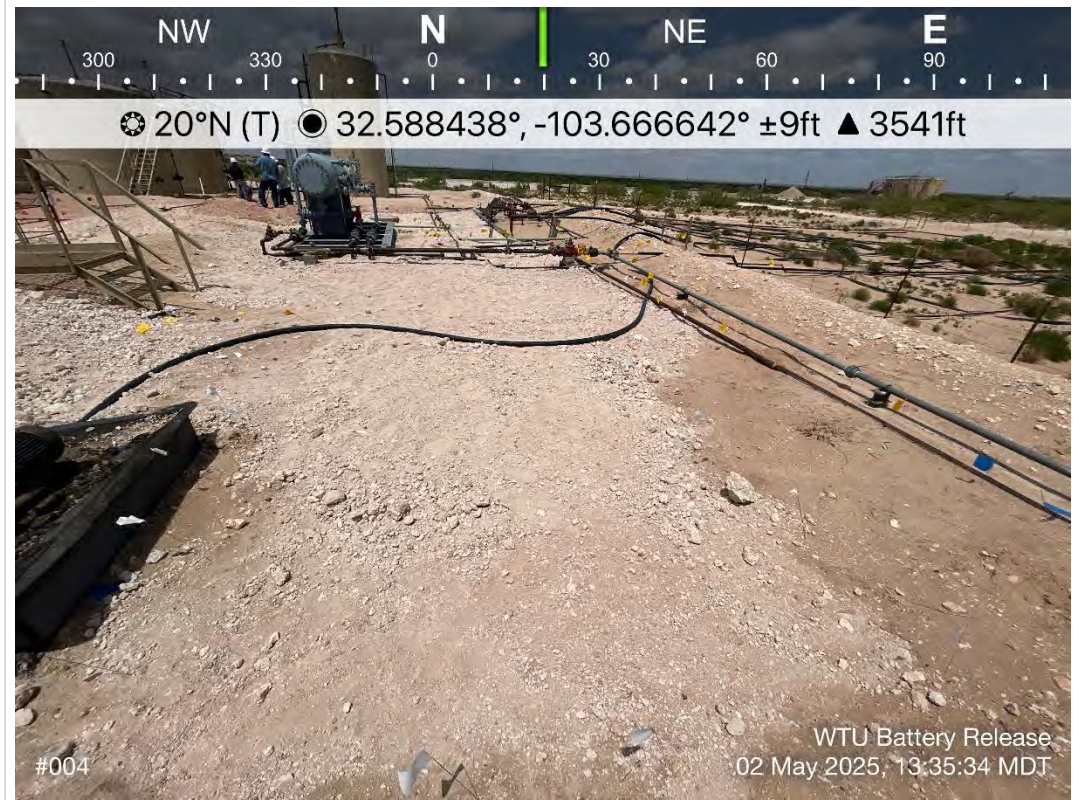 NW N NE E
300 330 0 30 60 90
20°N (T) 32.588438°, -103.666642° ±9ft ▲ 3541ft
WTU Battery Release
#004 02 May 2025, 13:35:34 MDT